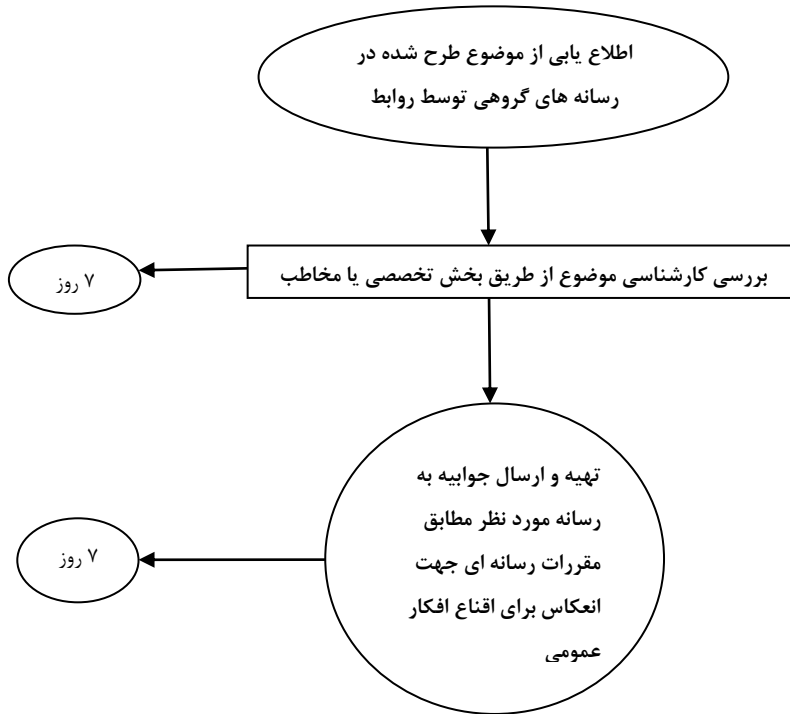 اطلاع یابی از موضوع طرح شده در
رسانه های گروهی توسط روابط
بررسی کارشناسی موضوع از طریق بخش تخصصی یا مخاطب
۷ روز
تهیه و ارسال جوابیه به
رسانه مورد نظر مطابق
مقررات رسانه ای جهت
انعکاس برای اقناع افکار
عمومی
۷ روز